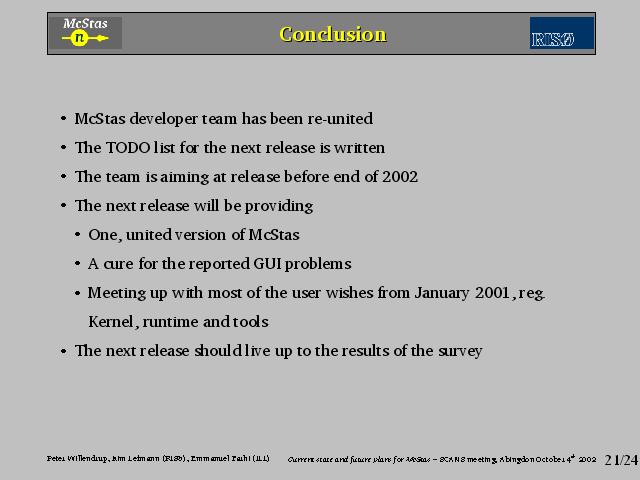 McStas
n
Conclusion
RISØ
• McStas developer team has been re-united
• The TODO list for the next release is written
• The team is aiming at release before end of 2002
• The next release will be providing
• One, united version of McStas
• A cure for the reported GUI problems
• Meeting up with most of the user wishes from January 2001, reg.
Kernel, runtime and tools
• The next release should live up to the results of the survey
Peter Willendrup, Kim Lefmann (RISØ), Emmanuel Farhi (ILL) Current state and future plans for McStas – SCANS meeting, Abingdon October 4th 2002 21/24